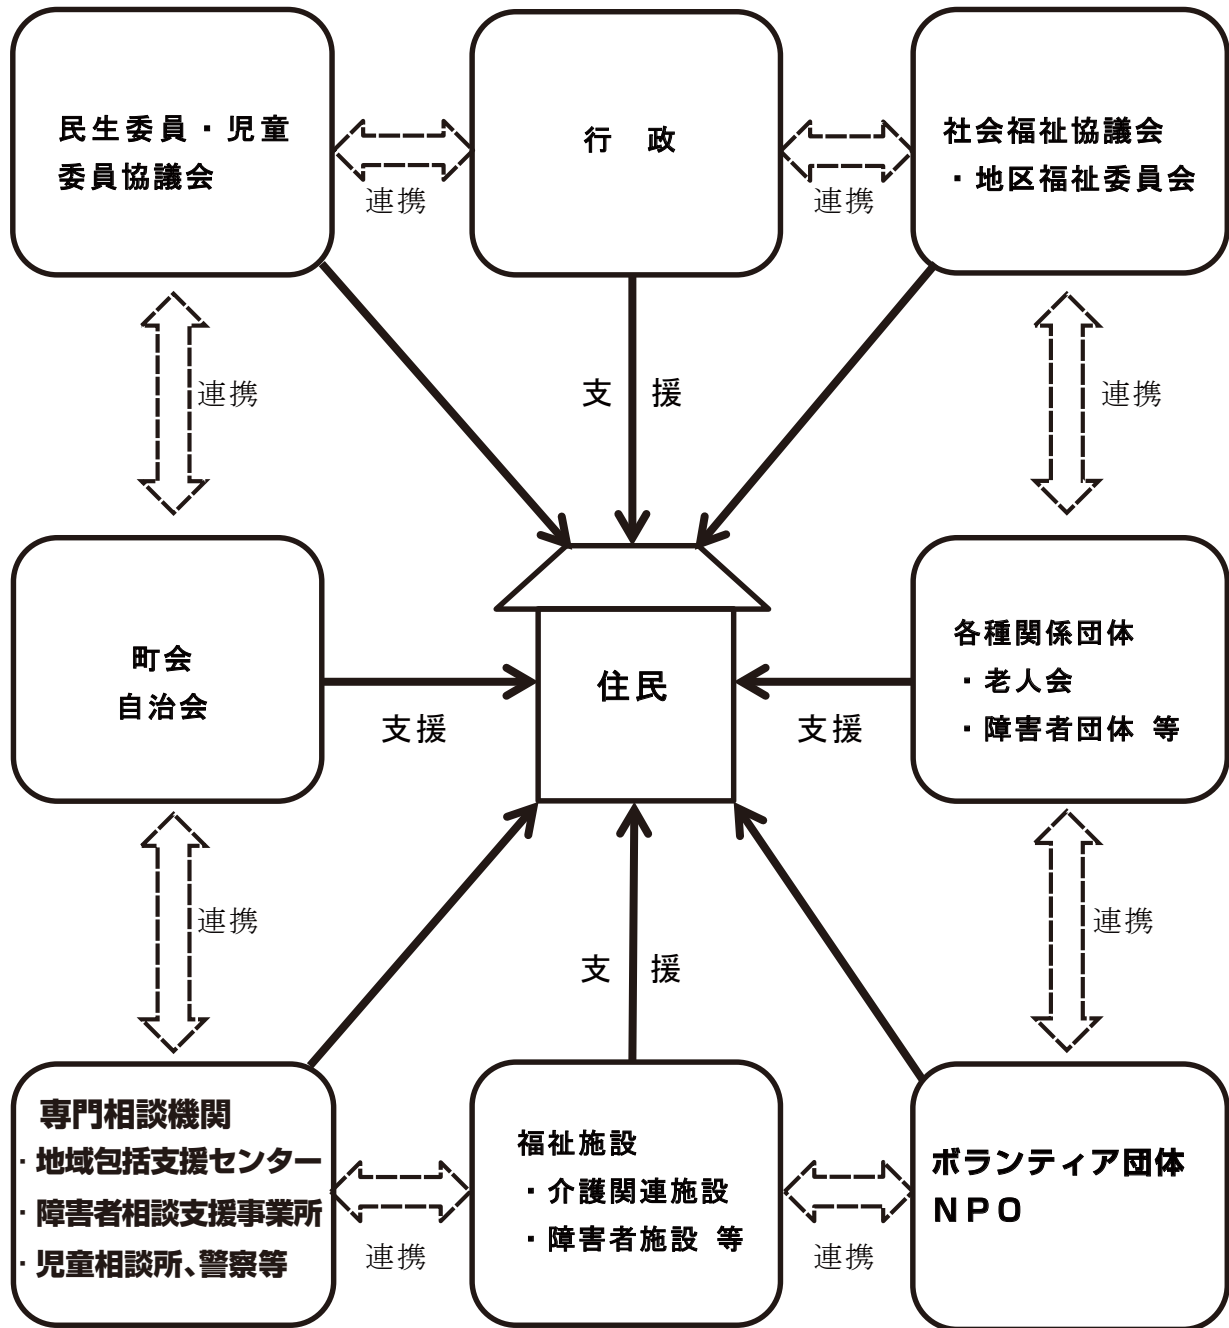 民生委員・児童
委員協議会
行 政
社会福祉協議会
・地区福祉委員会
連携
連携
連携
支 援
連携
町会
自治会
支援
住民
支援
各種関係団体
・老人会
・障害者団体 等
連携
支 援
連携
専門相談機関
・地域包括支援センター
・障害者相談支援事業所
・児童相談所、警察等
連携
福祉施設
・介護関連施設
・障害者施設 等
連携
ボランティア団体
NPO